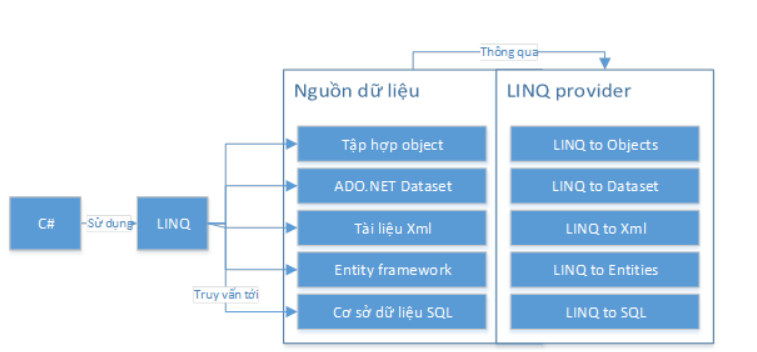 Thông qua
Nguồn dữ liệu
LINQ provider
Tập hợp object
LINQ to Objects
ADO.NET Dataset
LINQ to Dataset
C#
Sử dụng
LINQ
Tài liệu Xml
LINQ to Xml
Entity framework
LINQ to Entities
Truy vấn tới
Cơ sở dữ liệu SQL
LINQ to SQL